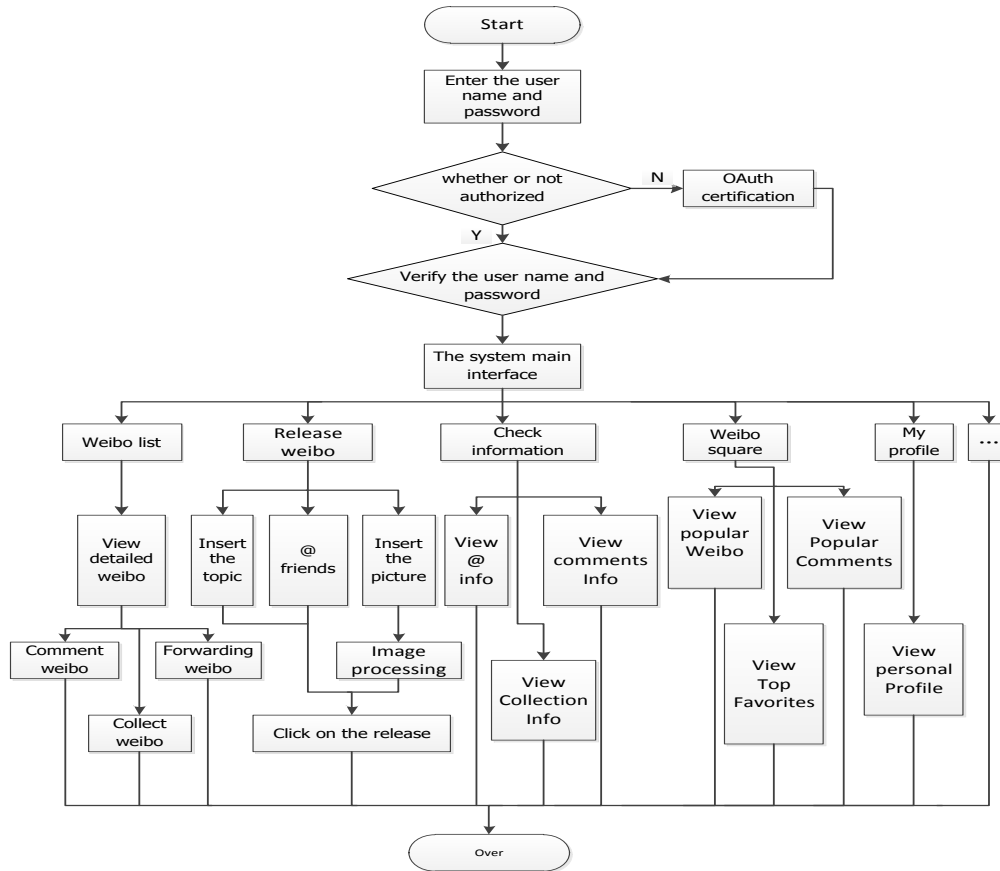 Start
Enter the user
name and
password
whether or not
authorized
N
OAuth
certification
Y
Verify the user name and
password
The system main
interface
Weibo list
Release
weibo
Check
information
Weibo
square
My
profile
...
View
detailed
weibo
Insert
the
topic
@
friends
Insert
the
picture
View
@
info
View
comments
Info
View
popular
Weibo
View
Popular
Comments
Comment
weibo
Forwarding
weibo
Image
processing
View
Collection
Info
View
Top
Favorites
View
personal
Profile
Collect
weibo
Click on the release
Over